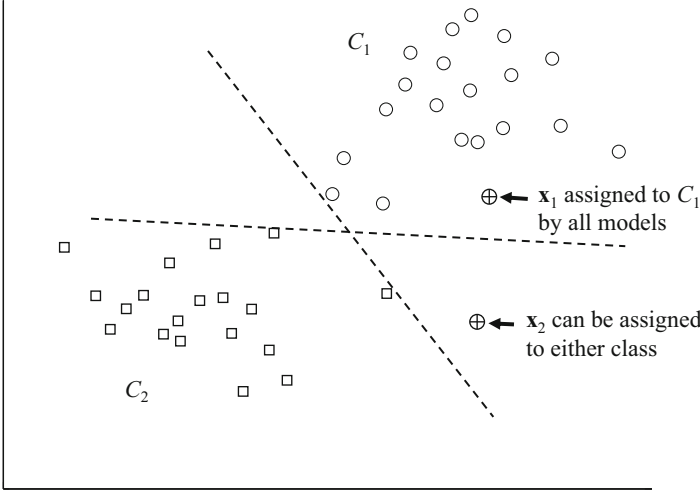 C₁
x₁ assigned to C₁
by all models
x₂ can be assigned
to either class
C₂